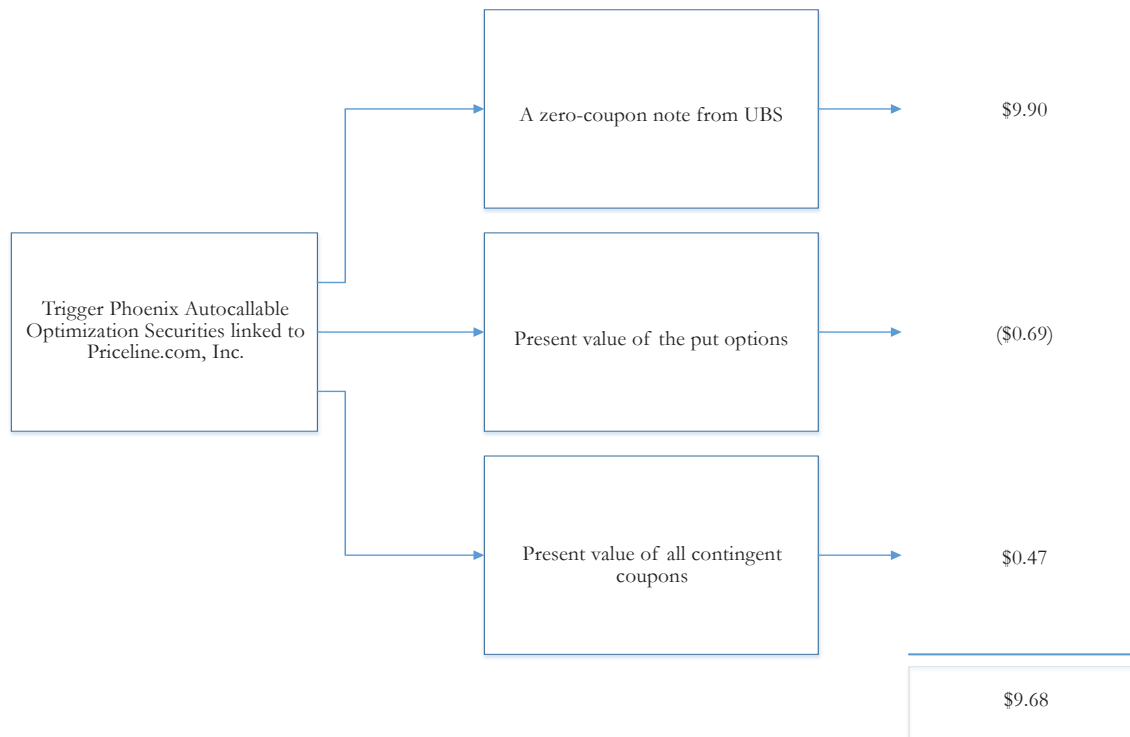 A zero-coupon note from UBS
$9.90
Trigger Phoenix Autocallable
Optimization Securities linked to
Priceline.com, Inc.
Present value of the put options
($0.69)
Present value of all contingent
coupons
$0.47
$9.68